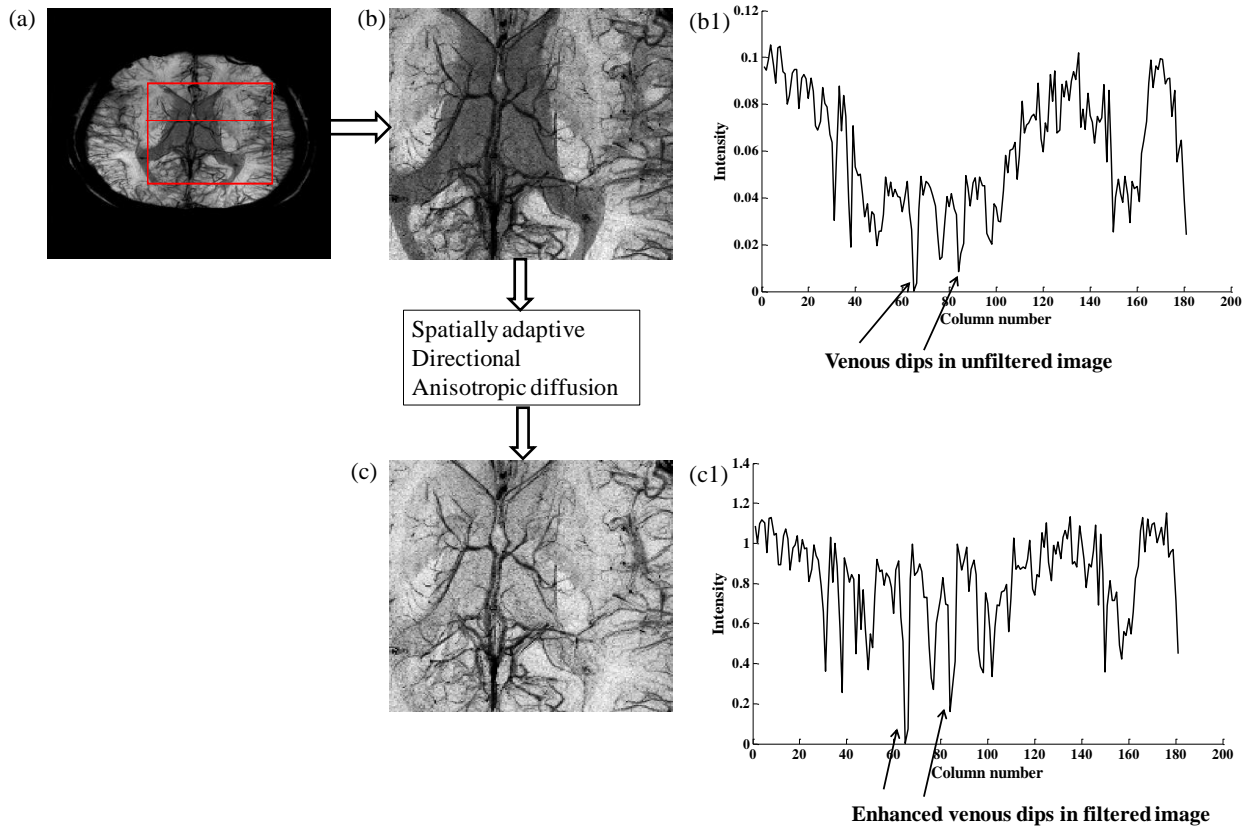 (a)
(b)
(b1)
0.12
0.1
0.08
0.06
0.04
0.02
0
Intensity
0 20 40 60 80 100 120 140 160 180 200
Column number
Venous dips in unfiltered image
Spatially adaptive
Directional
Anisotropic diffusion
(c)
(c1)
1.4
1.2
1
0.8
0.6
0.4
0.2
0
Intensity
0 20 40 60 80 100 120 140 160 180 200
Column number
Enhanced venous dips in filtered image